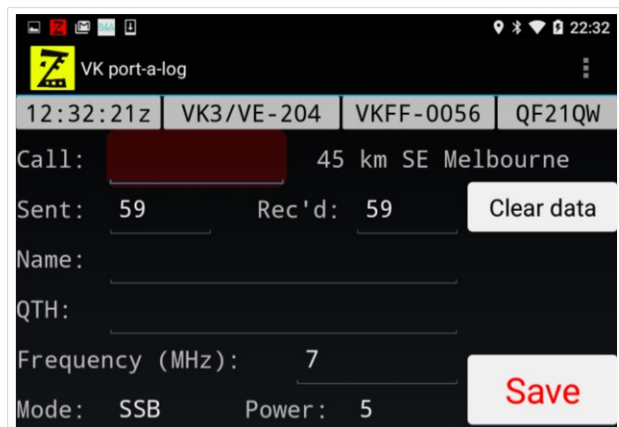 Z B4A 22:32
VK port-a-log
12:32:21z VK3/VE-204 VKFF-0056 QF21QW
Call: 45 km SE Melbourne
Sent: 59 Rec'd: 59 Clear data
Name:
QTH:
Frequency (MHz): 7
Save
Mode: SSB Power: 5